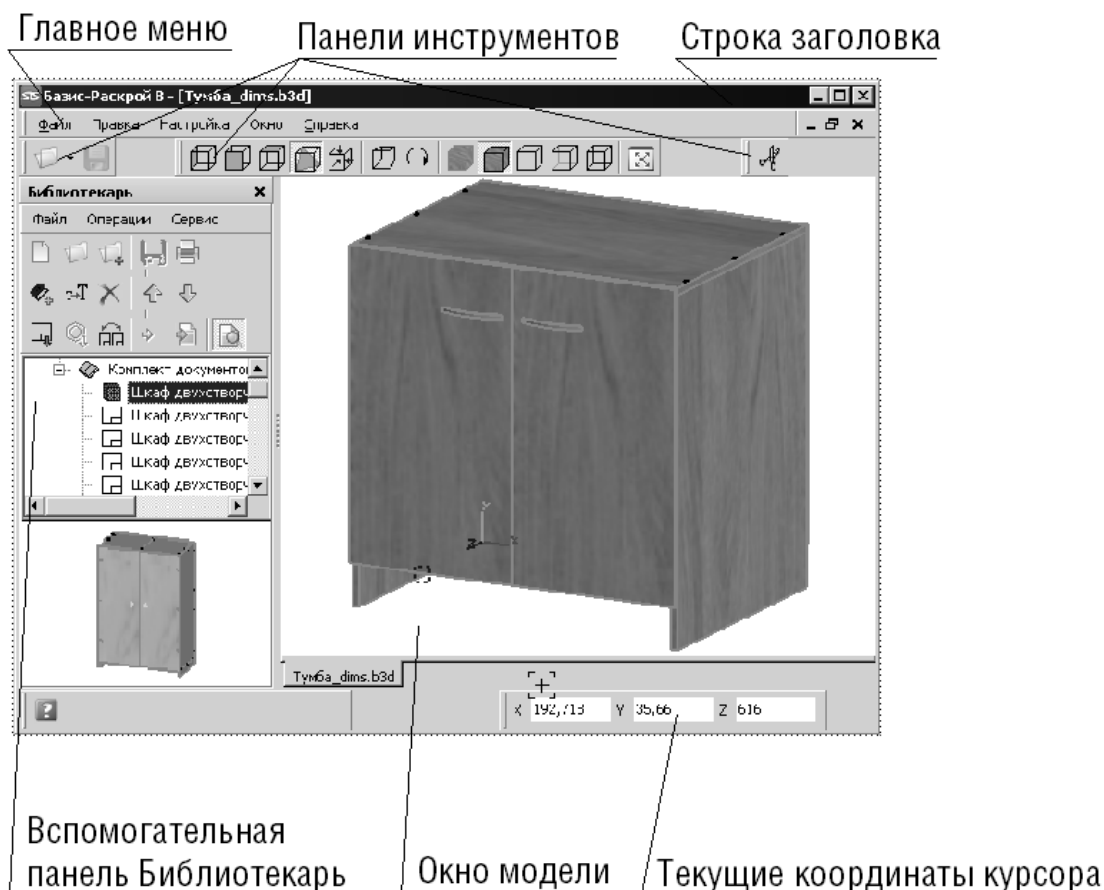 Главное меню
Панели инструментов
Строка заголовка
Базис-Раскрой В - [Тумба_dims.b3d]
Файл Правка Настройка Окно Справка
Библиотекарь
Файл Операции Сервис
Комплект документо
Шкаф двухстворч
Шкаф двухстворч
Шкаф двухстворч
Шкаф двухстворч
Шкаф двухстворч
Тумба_dims.b3d
X 192,713 Y 35,66 Z 616
Вспомогательная
панель Библиотекарь
Окно модели
Текущие координаты курсора